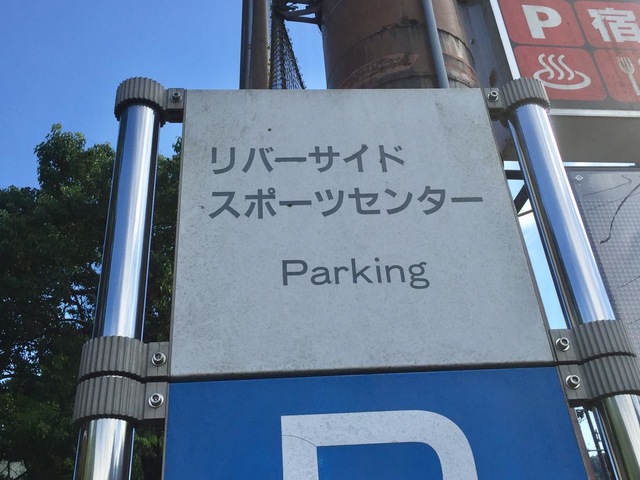 P 宿
リバーサイド
スポーツセンター
Parking
P